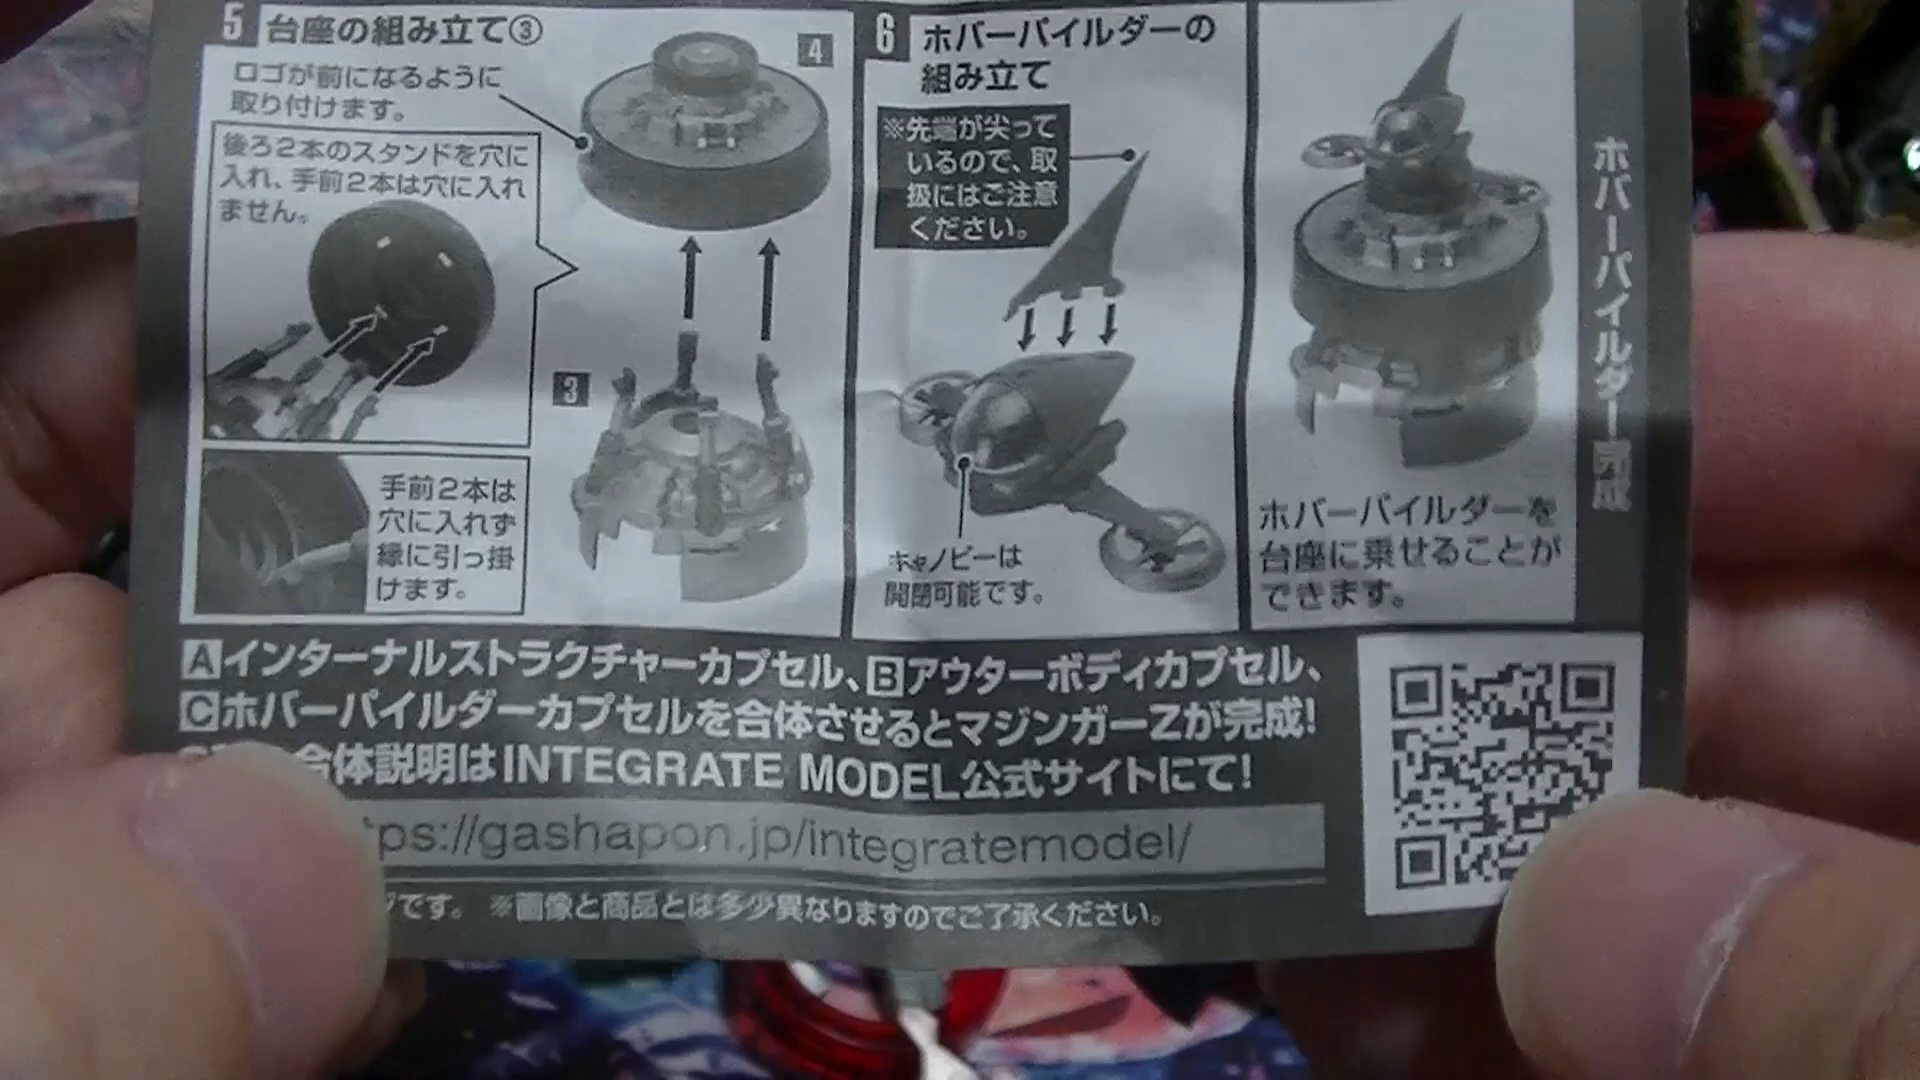 5 台座の組み立て③
ロゴが前になるように
取り付けます。
4
後ろ2本のスタンドを穴に
入れ、手前2本は穴に入れ
ません。
3
手前2本は
穴に入れず
縁に引っ掛
けます。
6 ホバーパイルダーの
組み立て
※先端が尖って
いるので、取
扱にはご注意
ください。
キャノピーは
開閉可能です。
ホバーパイルダーを
台座に乗せることが
できます。
ホバーパイルダー完成
Aインターナルストラクチャーカプセル、Bアウターボディカプセル、
Cホバーパイルダーカプセルを合体させるとマジンガーZが完成!
合体説明はINTEGRATE MODEL公式サイトにて!
tps://gashapon.jp/integratemodel/
です。 ※画像と商品とは多少異なりますのでご了承ください。